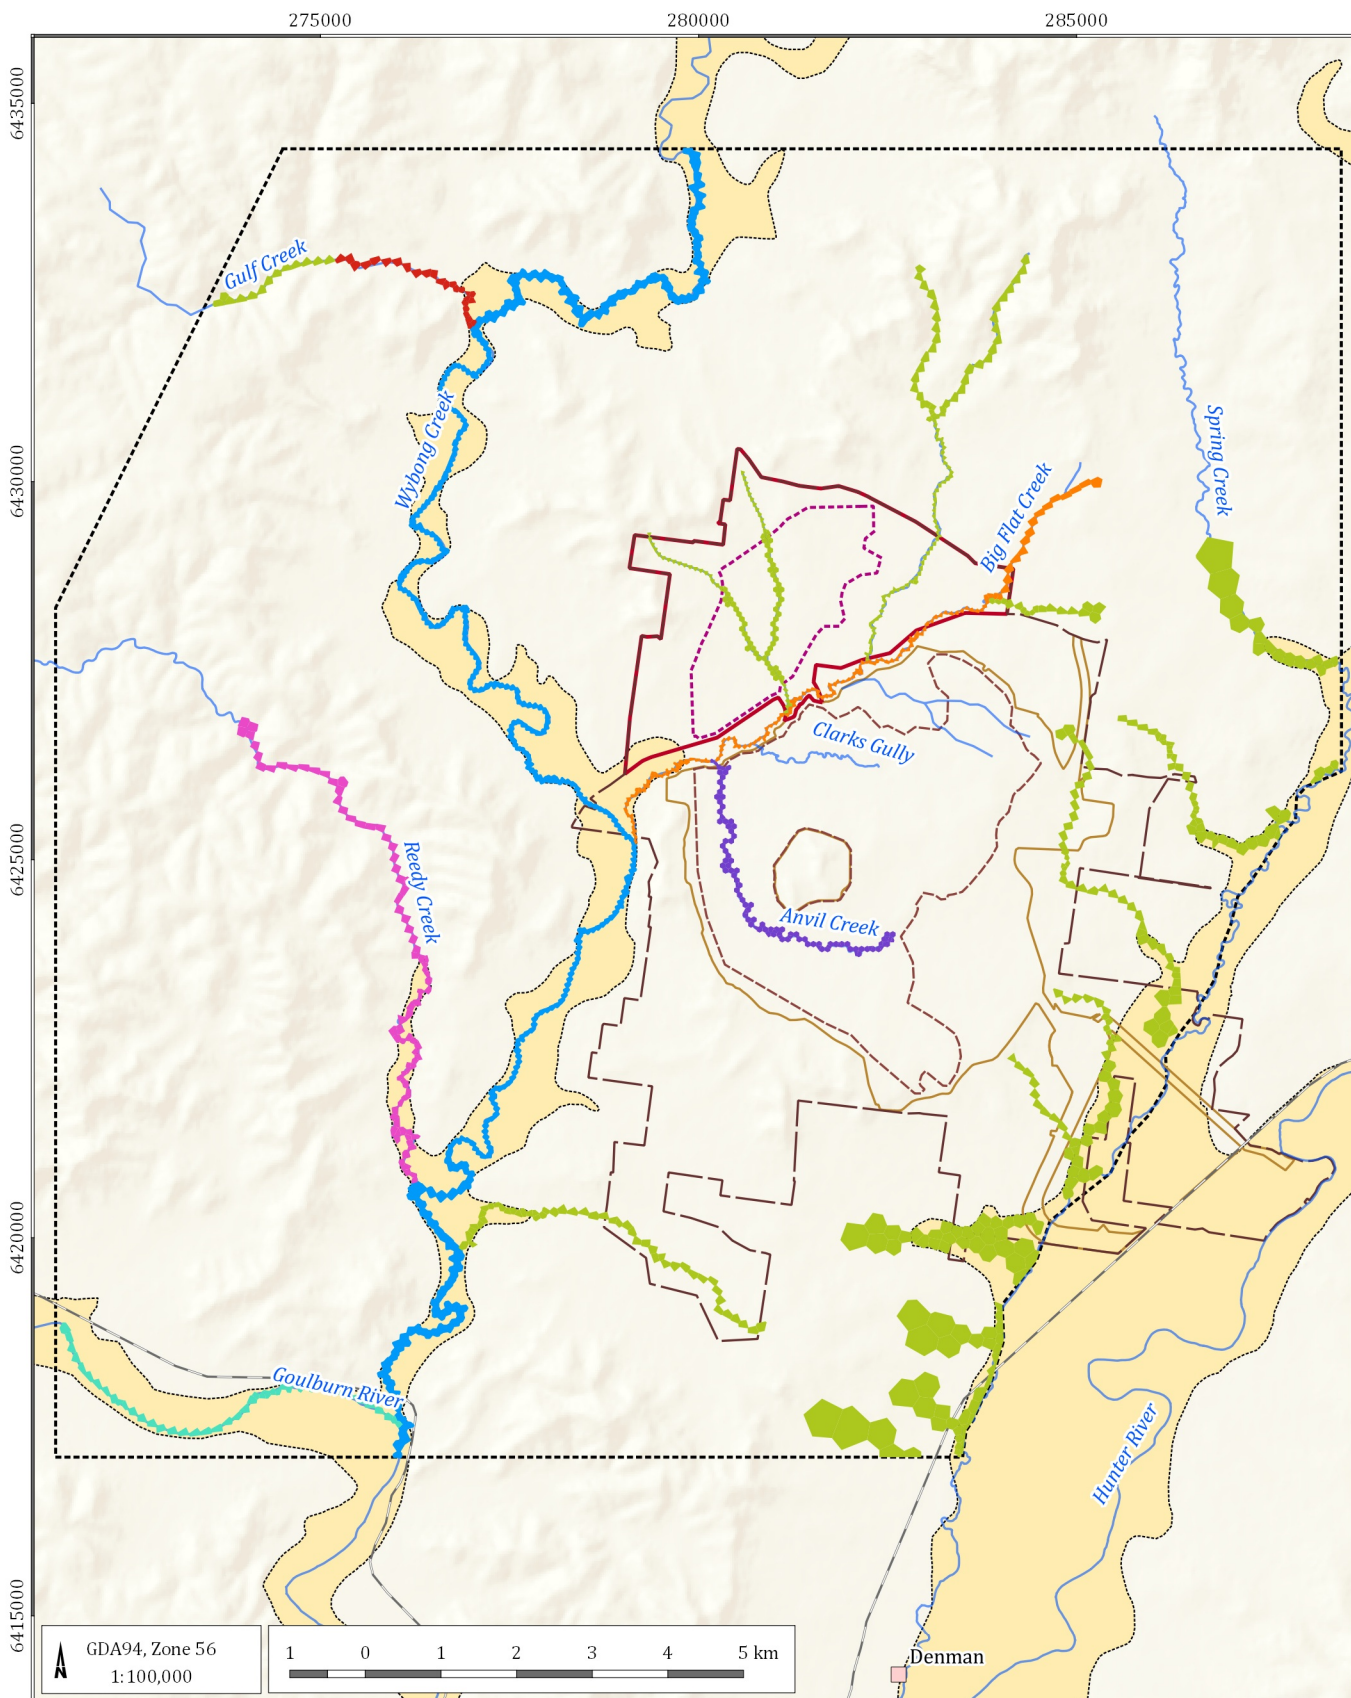 275000 280000 285000
6435000
6430000
6425000
6420000
6415000
Gulf Creek
Wybong Creek
Spring Creek
Big Flat Creek
Clarks Gully
Reedy Creek
Anvil Creek
Goulburn River
Hunter River
GDA94, Zone 56
1:100,000
N
1 0 1 2 3 4 5 km
Denman